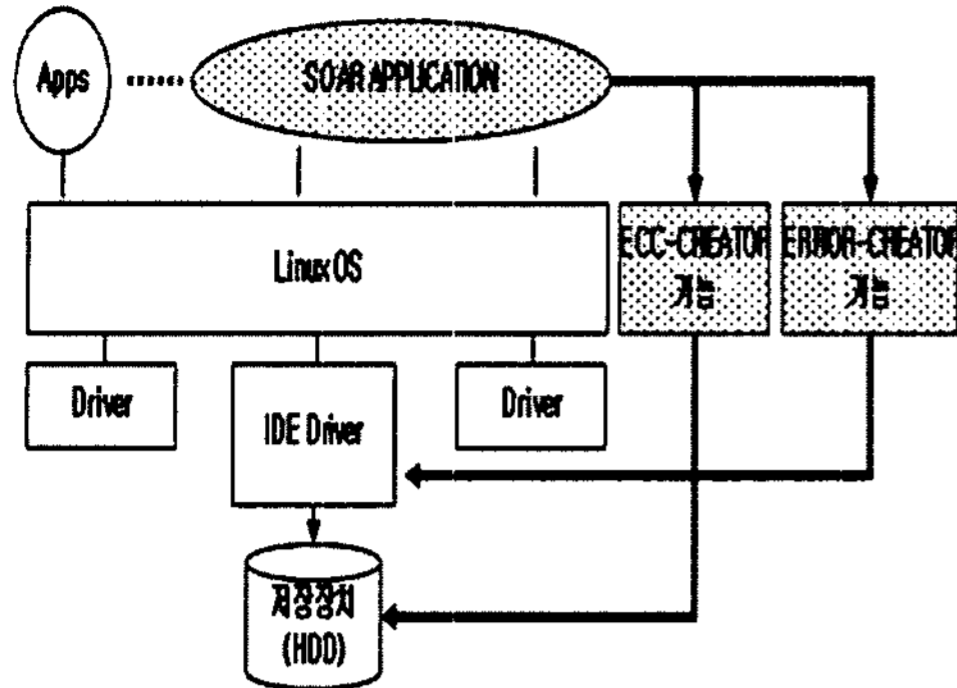 Apps
SOAR APPLICATION
Linux OS
ECC-CREATOR
기능
ERROR-CREATOR
기능
Driver
IDE Driver
Driver
저장장치
(HDD)